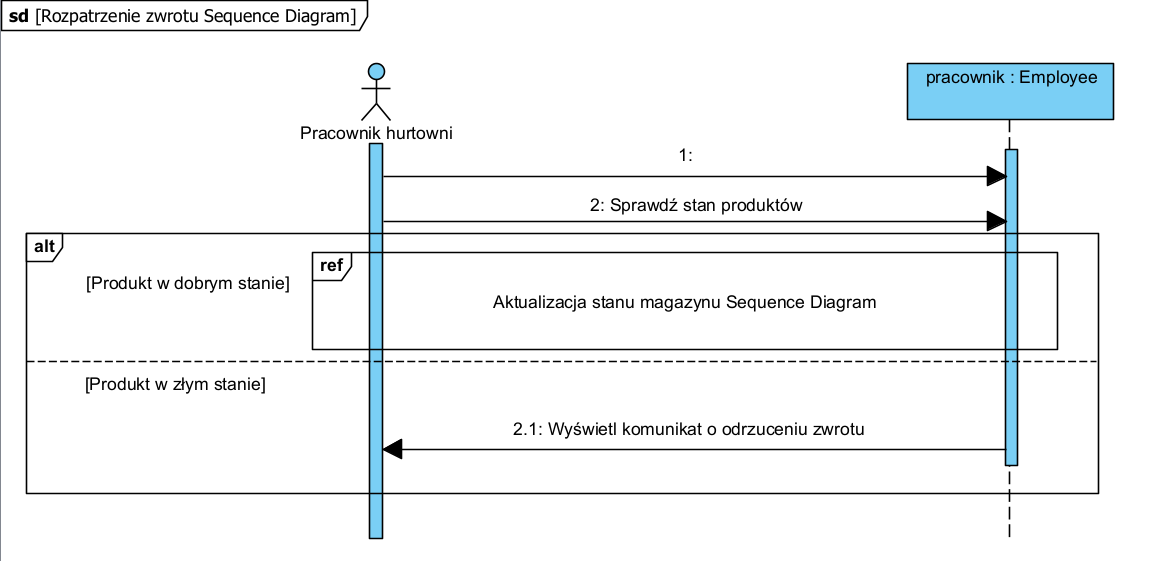 sd [Rozpatrzenie zwrotu Sequence Diagram]
Pracownik hurtowni
pracownik : Employee
1:
2: Sprawdź stan produktów
alt
ref
[Produkt w dobrym stanie]
Aktualizacja stanu magazynu Sequence Diagram
[Produkt w złym stanie]
2.1: Wyświetl komunikat o odrzuceniu zwrotu